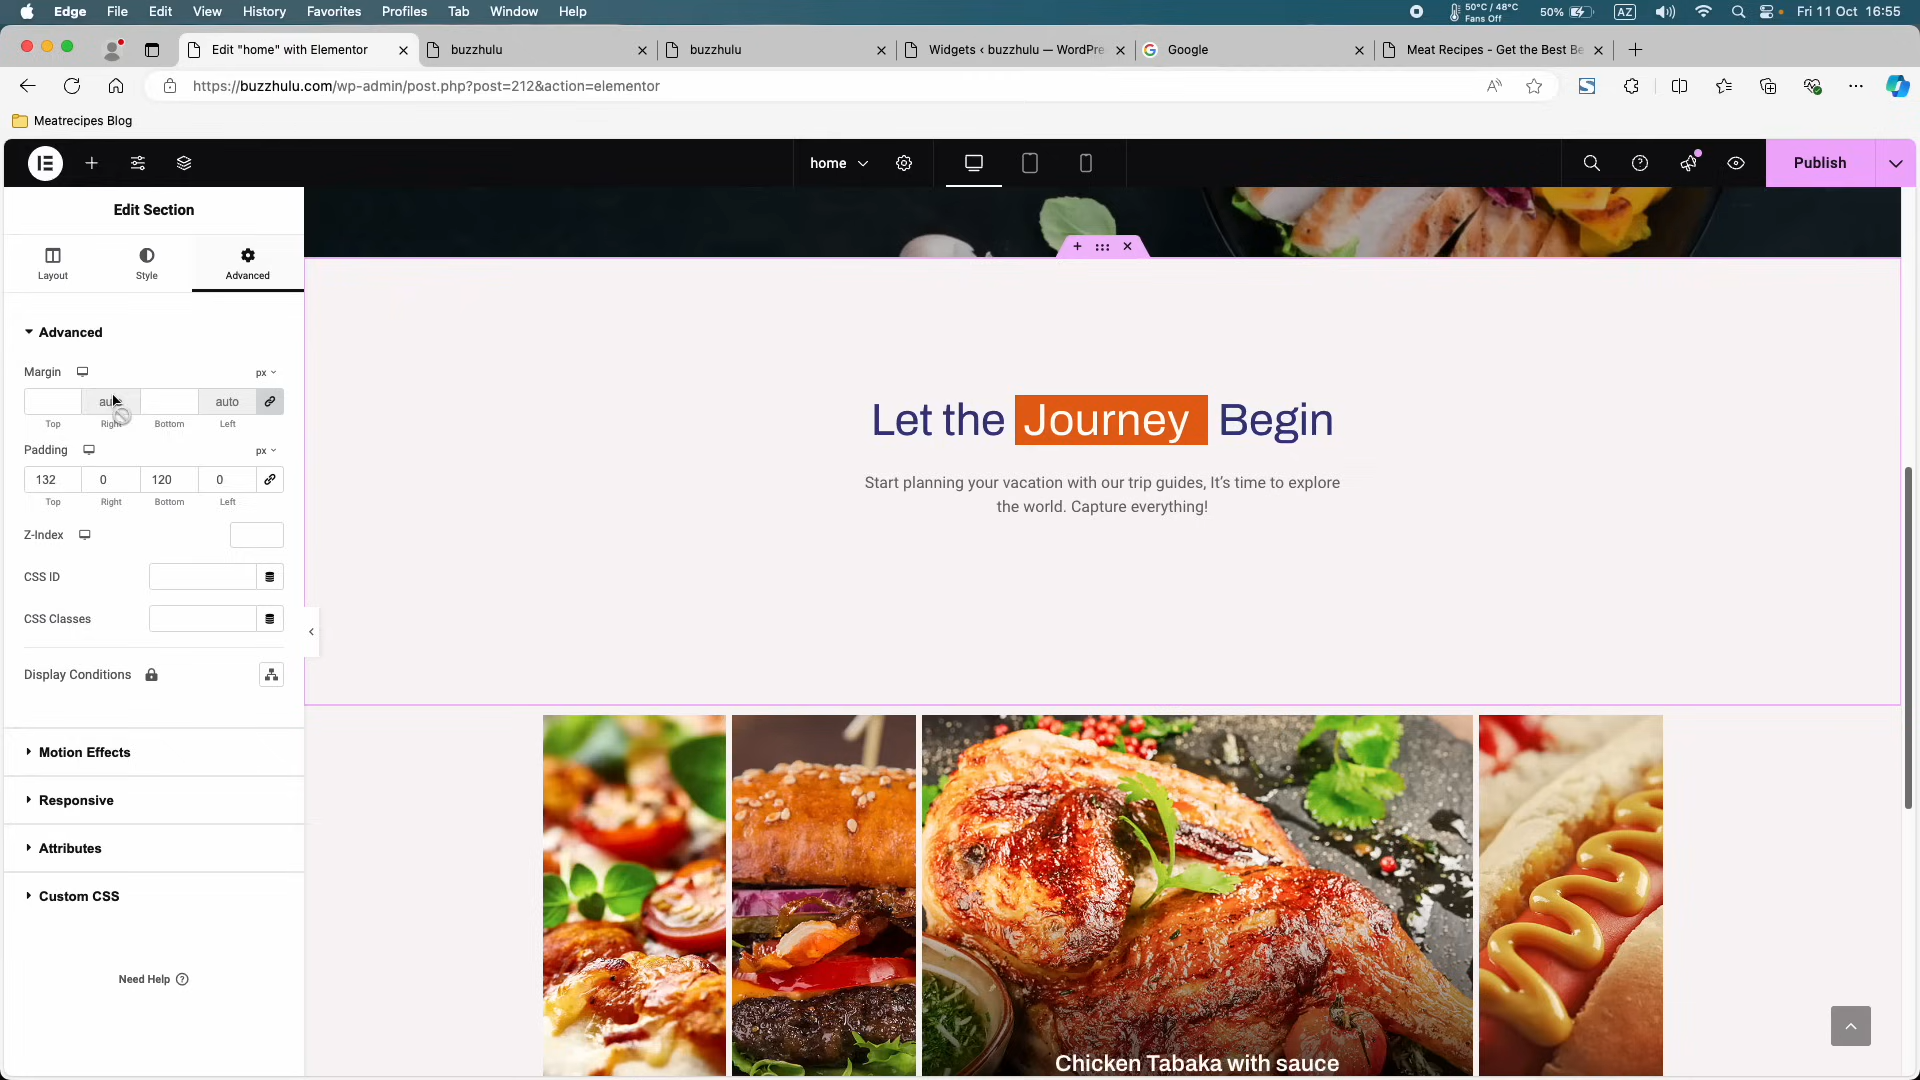 Edge File Edit View History Favorites Profiles Tab Window Help 50°C / 48°C Fans Off 50% AZ Fri 11 Oct 16:55
Edit "home" with Elementor buzzhulu buzzhulu Widgets ‹ buzzhulu — WordPre Google Meat Recipes - Get the Best Be
https://buzzhulu.com/wp-admin/post.php?post=212&action=elementor
Meatrecipes Blog
home Publish
Edit Section
Layout Style Advanced
Advanced
Margin px
auto auto
Top Right Bottom Left
Padding px
132 0 120 0
Top Right Bottom Left
Z-Index
CSS ID
CSS Classes
Display Conditions
Motion Effects
Responsive
Attributes
Custom CSS
Need Help
Let the Journey Begin
Start planning your vacation with our trip guides, It's time to explore
the world. Capture everything!
Chicken Tabaka with sauce